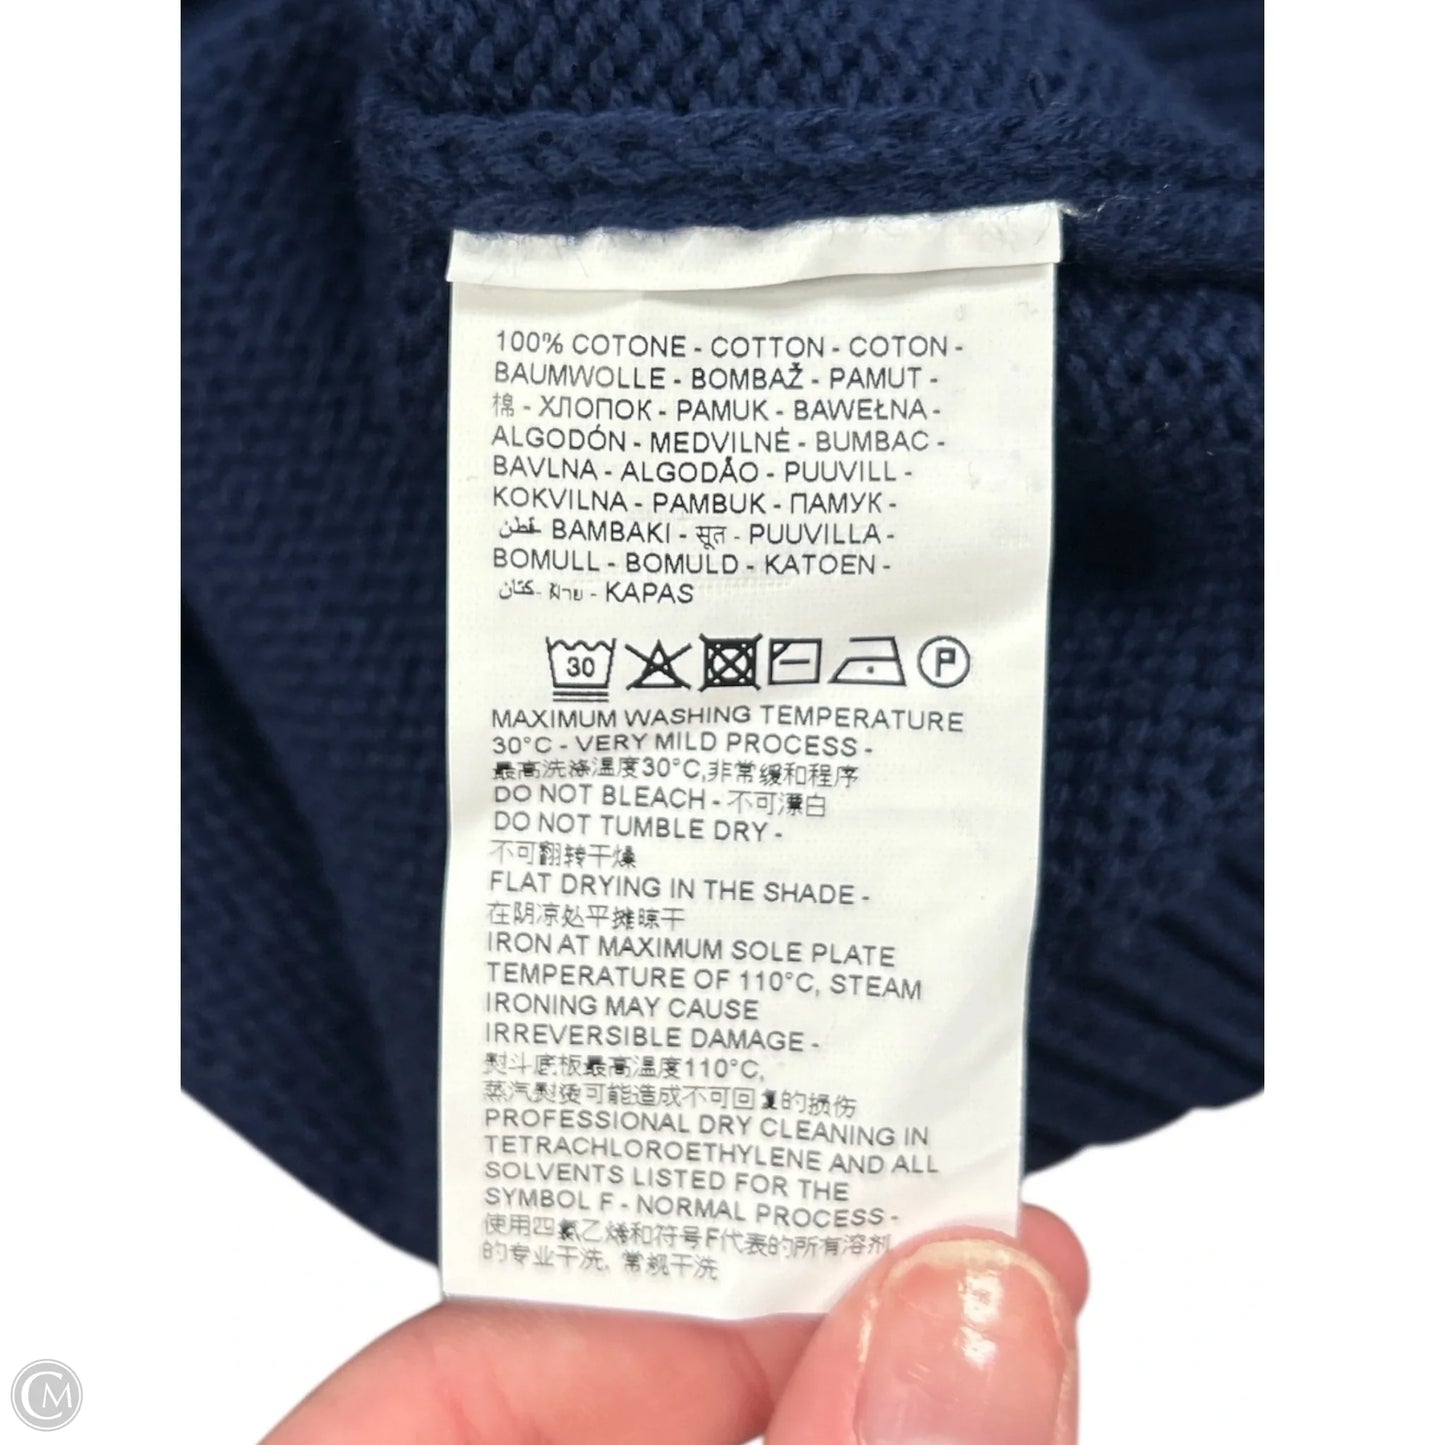 100% COTONE - COTTON - COTON -
BAUMWOLLE - BOMBAŽ - PAMUT -
棉 - ХЛОПОК - PAMUK - BAWEŁNA -
ALGODÓN - MEDVILNĖ - BUMBAC -
BAVLNA - ALGODÃO - PUUVILL -
KOKVILNA - PAMBUK - ПАМУК -
قطن BAMBAKI - सूत - PUUVILLA -
BOMULL - BOMULD - KATOEN -
كتان - ฝ้าย - KAPAS
30 P
MAXIMUM WASHING TEMPERATURE
30°C - VERY MILD PROCESS -
最高洗涤温度30°C,非常缓和程序
DO NOT BLEACH - 不可漂白
DO NOT TUMBLE DRY -
不可翻转干燥
FLAT DRYING IN THE SHADE -
在阴凉处平摊晾干
IRON AT MAXIMUM SOLE PLATE
TEMPERATURE OF 110°C, STEAM
IRONING MAY CAUSE
IRREVERSIBLE DAMAGE -
熨斗底板最高温度110°C,
蒸汽熨烫可能造成不可回复的损伤
PROFESSIONAL DRY CLEANING IN
TETRACHLOROETHYLENE AND ALL
SOLVENTS LISTED FOR THE
SYMBOL F - NORMAL PROCESS -
使用四氯乙烯和符号F代表的所有溶剂
的专业干洗, 常规干洗
CM